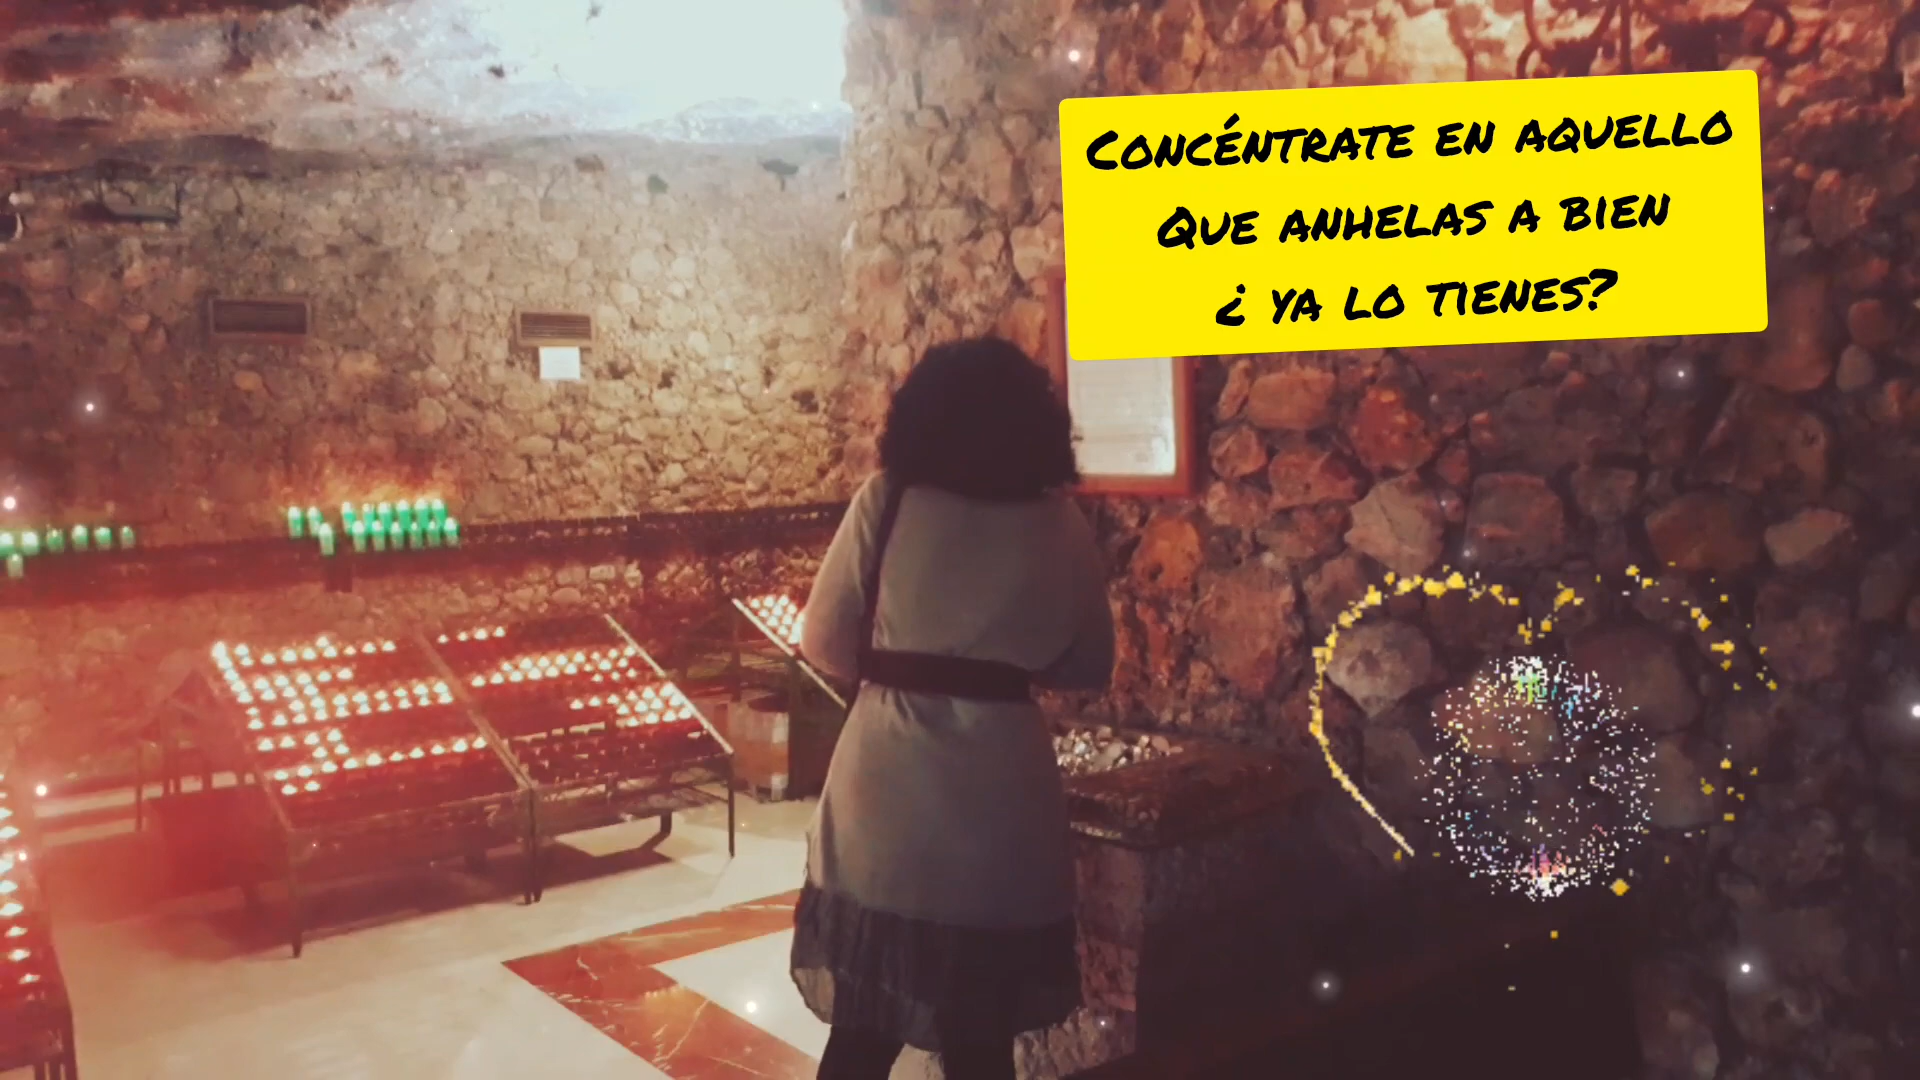 Concéntrate en aquello
Que anhelas a bien
¿ ya lo tienes?